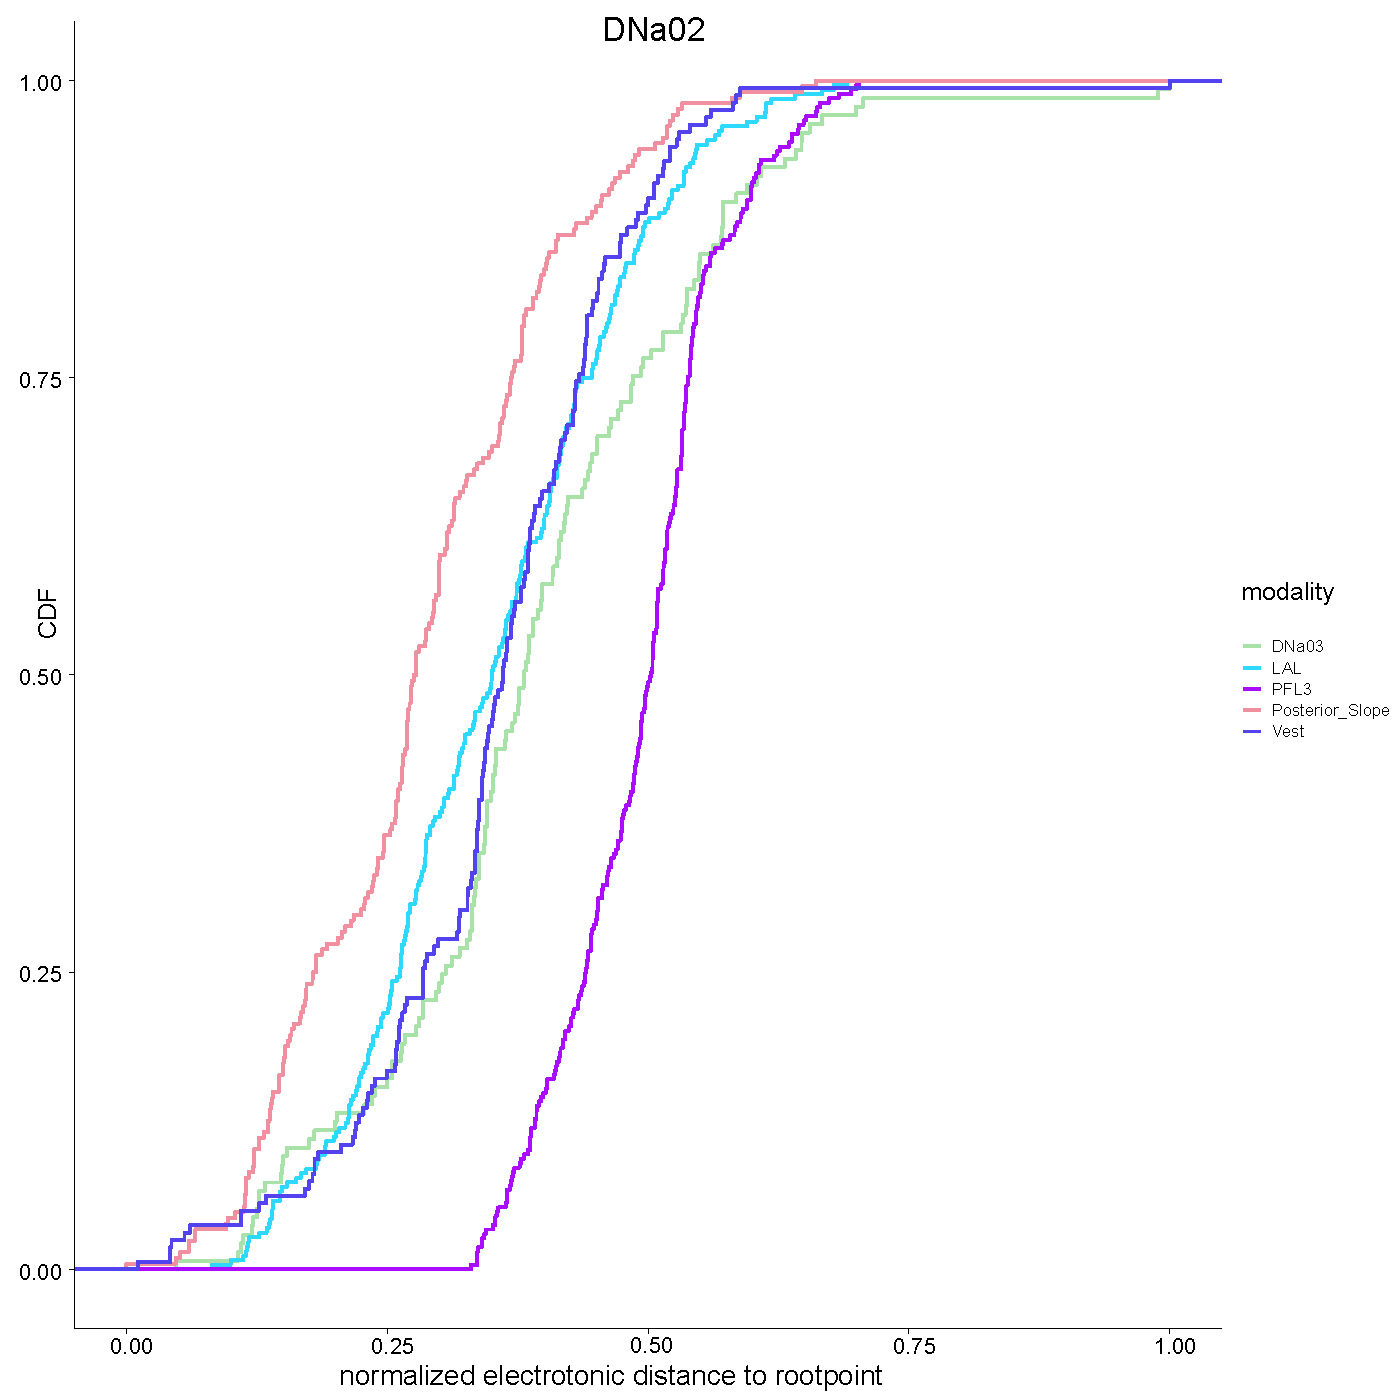 DNa02
1.00
0.75
0.50
0.25
0.00
CDF
0.00 0.25 0.50 0.75 1.00
normalized electrotonic distance to rootpoint
modality
DNa03
LAL
PFL3
Posterior_Slope
Vest